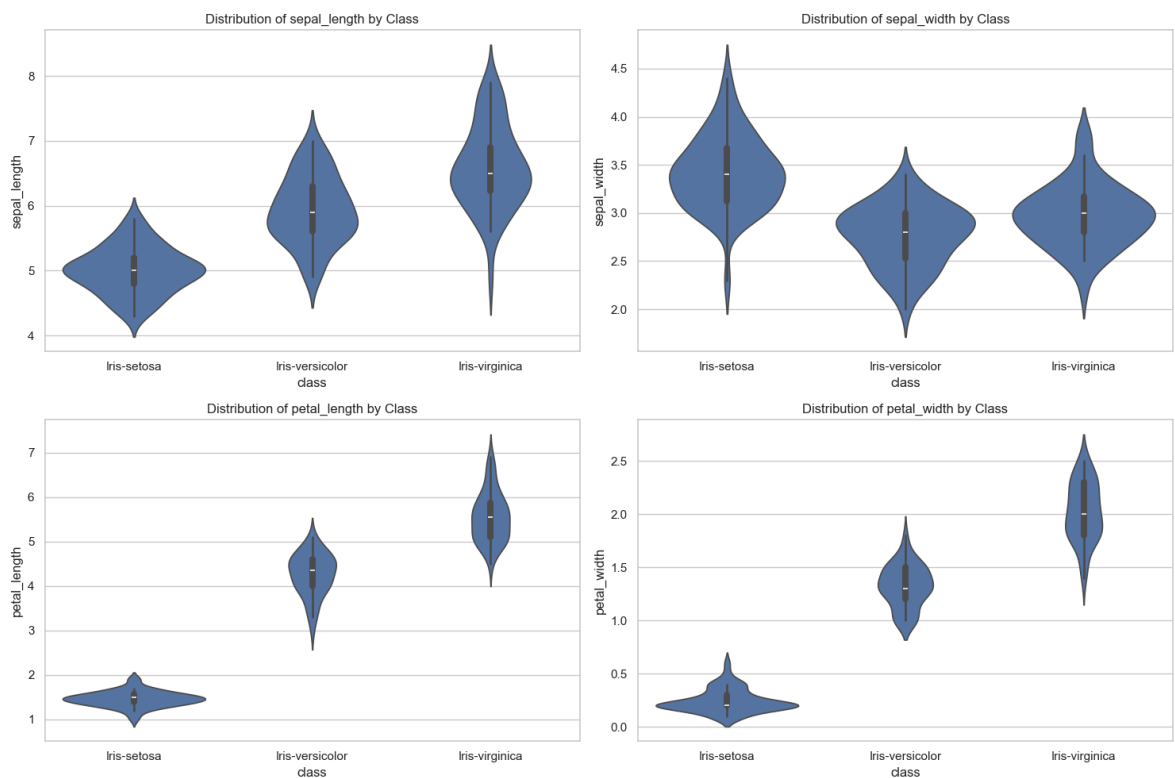 Distribution of sepal_length by Class
sepal_length
8
7
6
5
4
Iris-setosa Iris-versicolor Iris-virginica
class
Distribution of sepal_width by Class
sepal_width
4.5
4.0
3.5
3.0
2.5
2.0
Iris-setosa Iris-versicolor Iris-virginica
class
Distribution of petal_length by Class
petal_length
7
6
5
4
3
2
1
Iris-setosa Iris-versicolor Iris-virginica
class
Distribution of petal_width by Class
petal_width
2.5
2.0
1.5
1.0
0.5
0.0
Iris-setosa Iris-versicolor Iris-virginica
class